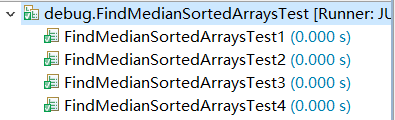 debug.FindMedianSortedArraysTest [Runner: JU
FindMedianSortedArraysTest1 (0.000 s)
FindMedianSortedArraysTest2 (0.000 s)
FindMedianSortedArraysTest3 (0.000 s)
FindMedianSortedArraysTest4 (0.000 s)